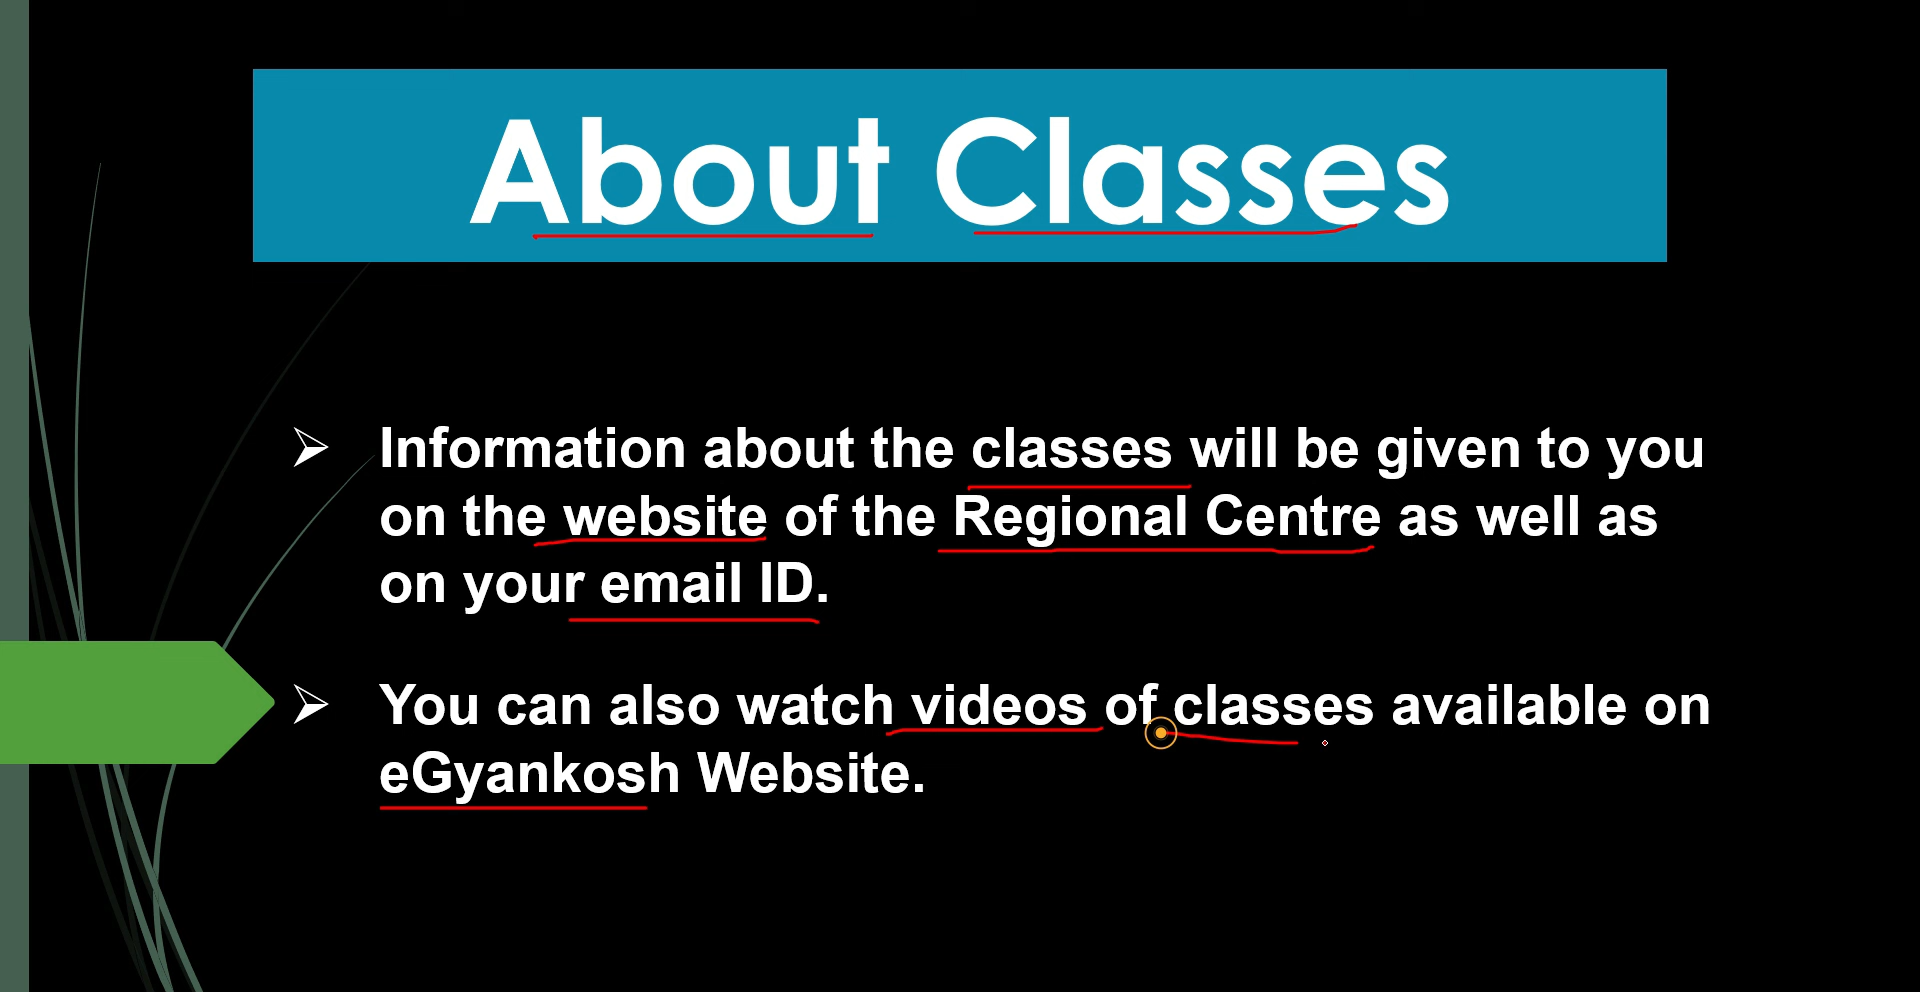 About Classes
Information about the classes will be given to you
on the website of the Regional Centre as well as
on your email ID.
You can also watch videos of classes available on
eGyankosh Website.